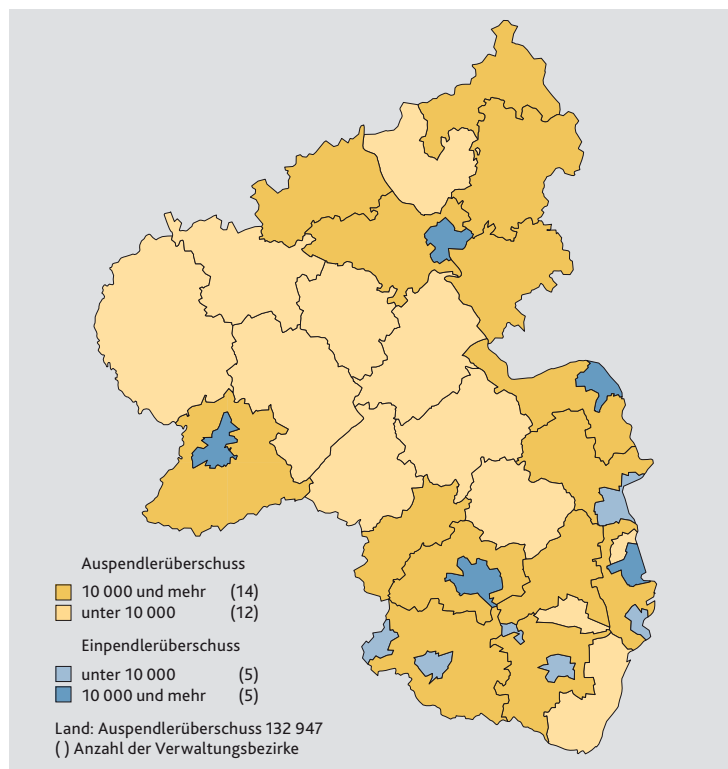 Auspendlerüberschuss
10 000 und mehr (14)
unter 10 000 (12)
Einpendlerüberschuss
unter 10 000 (5)
10 000 und mehr (5)
Land: Auspendlerüberschuss 132 947
( ) Anzahl der Verwaltungsbezirke